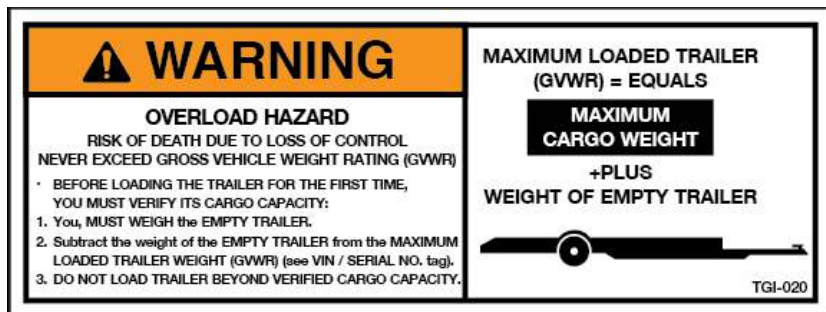 WARNING
OVERLOAD HAZARD
RISK OF DEATH DUE TO LOSS OF CONTROL
NEVER EXCEED GROSS VEHICLE WEIGHT RATING (GVWR)
· BEFORE LOADING THE TRAILER FOR THE FIRST TIME,
YOU MUST VERIFY ITS CARGO CAPACITY:
1. You, MUST WEIGH the EMPTY TRAILER.
2. Subtract the weight of the EMPTY TRAILER from the MAXIMUM
LOADED TRAILER WEIGHT (GVWR) (see VIN / SERIAL NO. tag).
3. DO NOT LOAD TRAILER BEYOND VERIFIED CARGO CAPACITY.
MAXIMUM LOADED TRAILER
(GVWR) = EQUALS
MAXIMUM
CARGO WEIGHT
+PLUS
WEIGHT OF EMPTY TRAILER
TGI-020